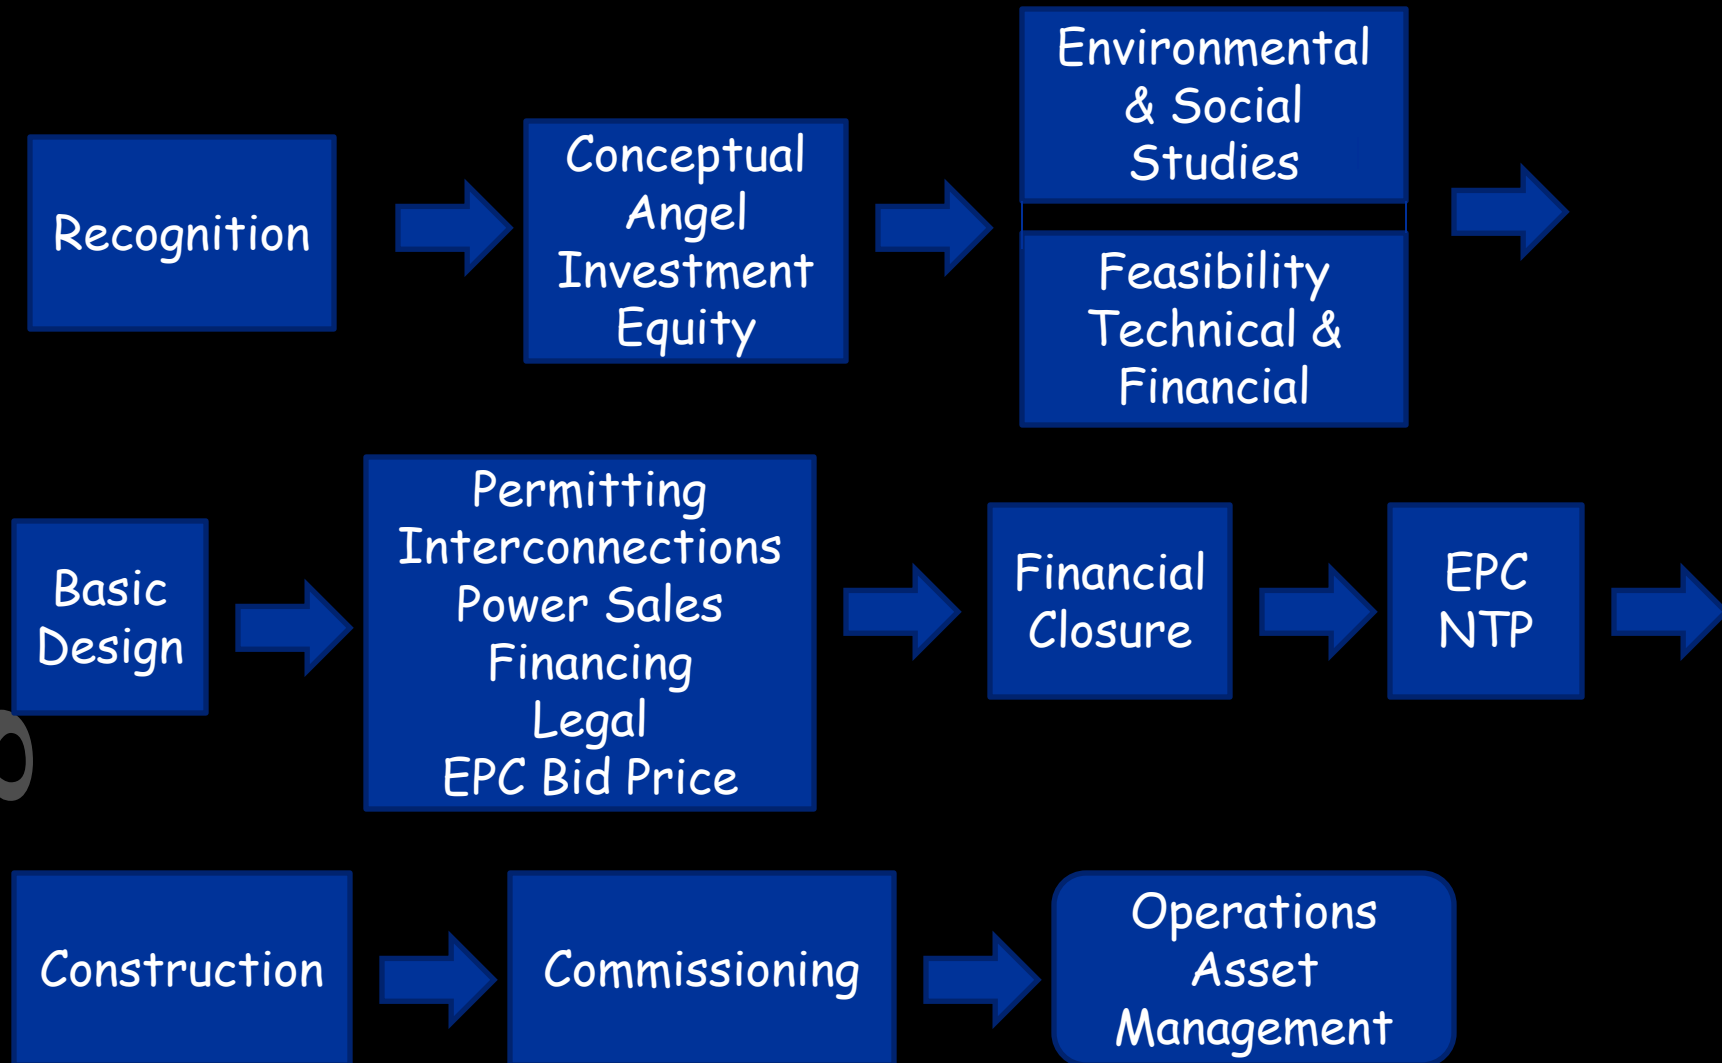 Recognition
Conceptual
Angel
Investment
Equity
Environmental
& Social
Studies
Feasibility
Technical &
Financial
Basic
Design
Permitting
Interconnections
Power Sales
Financing
Legal
EPC Bid Price
Financial
Closure
EPC
NTP
Construction
Commissioning
Operations
Asset
Management